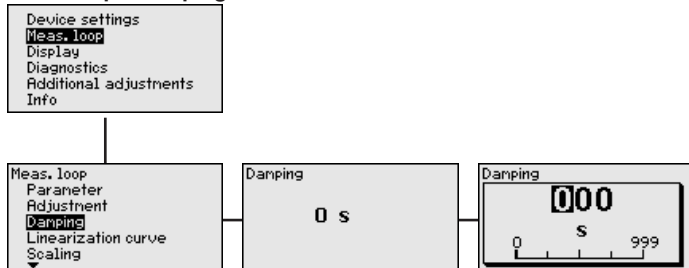 Device settings
Meas. loop
Display
Diagnostics
Additional adjustments
Info
Meas. loop
Parameter
Adjustment
Damping
Linearization curve
Scaling
Damping
0 s
Damping
000
s
0 999